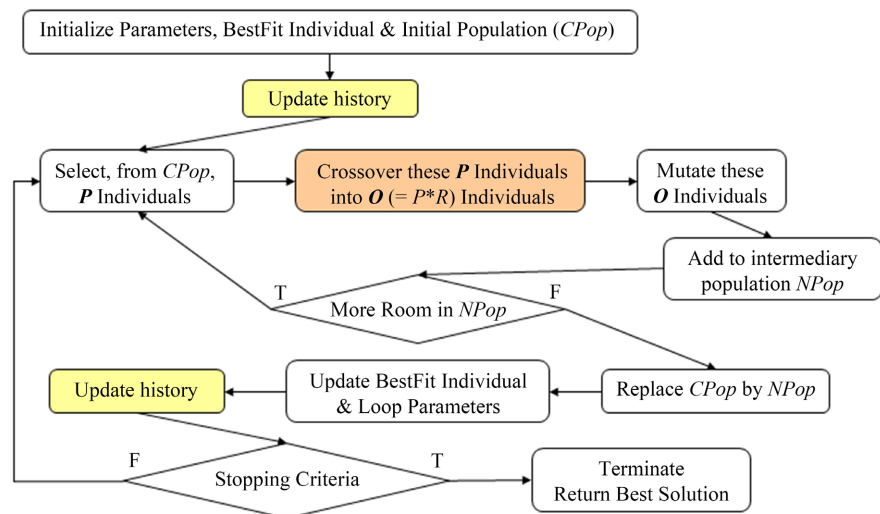 Initialize Parameters, BestFit Individual & Initial Population (CPop)
Update history
Select, from CPop,
P Individuals
Crossover these P Individuals
into O (= P*R) Individuals
Mutate these
O Individuals
Add to intermediary
population NPop
T
More Room in NPop
F
Update history
Update BestFit Individual
& Loop Parameters
Replace CPop by NPop
F
Stopping Criteria
T
Terminate
Return Best Solution